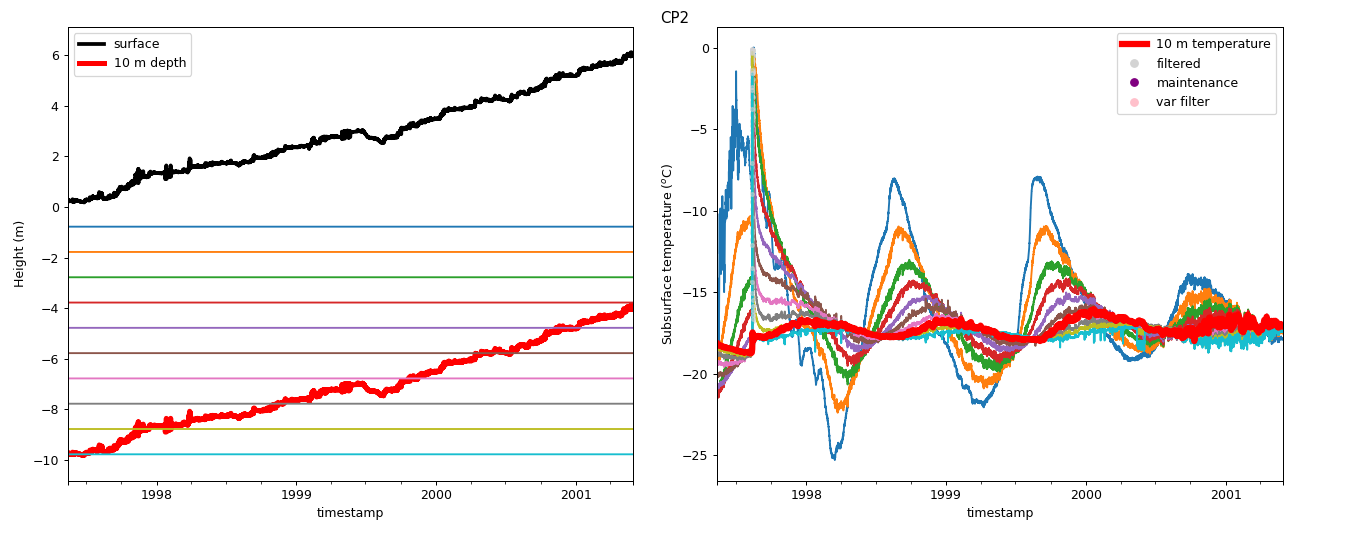 CP2
surface
10 m depth
6
4
2
0
−2
−4
−6
−8
−10
Height (m)
1998
1999
2000
2001
timestamp
10 m temperature
filtered
maintenance
var filter
0
−5
−10
−15
−20
−25
Subsurface temperature (°C)
1998
1999
2000
2001
timestamp